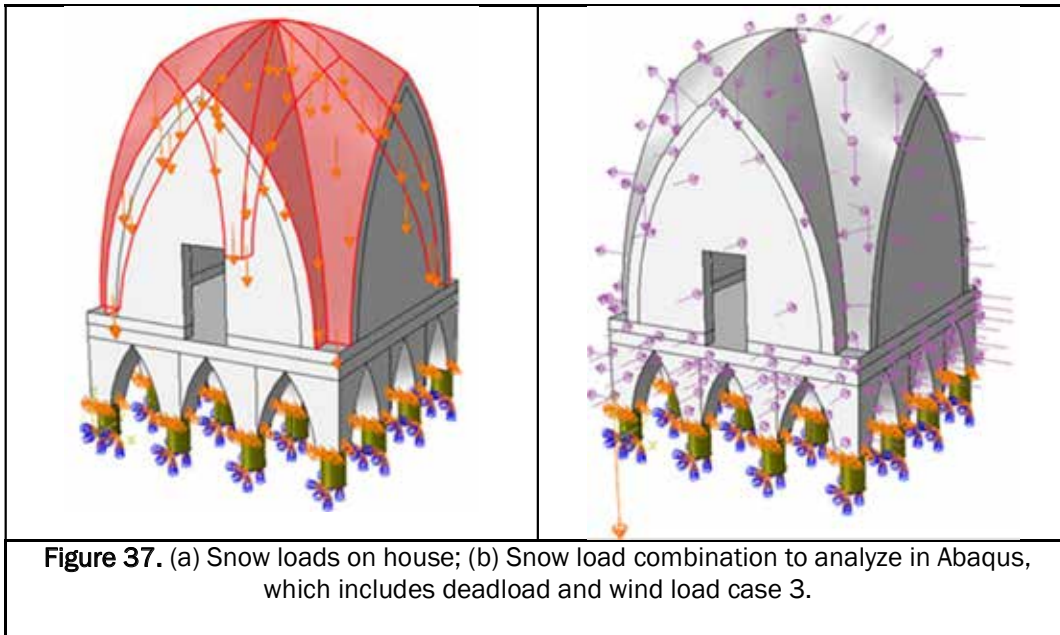 Figure 37. (a) Snow loads on house; (b) Snow load combination to analyze in Abaqus,
which includes deadload and wind load case 3.